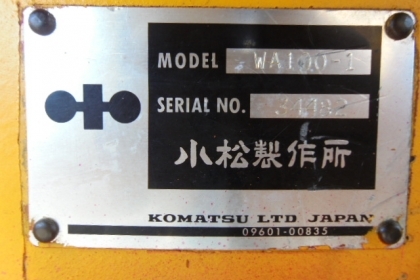 MODEL WA100-1
SERIAL NO.
小松製作所
KOMATSU LTD JAPAN
09601-00835